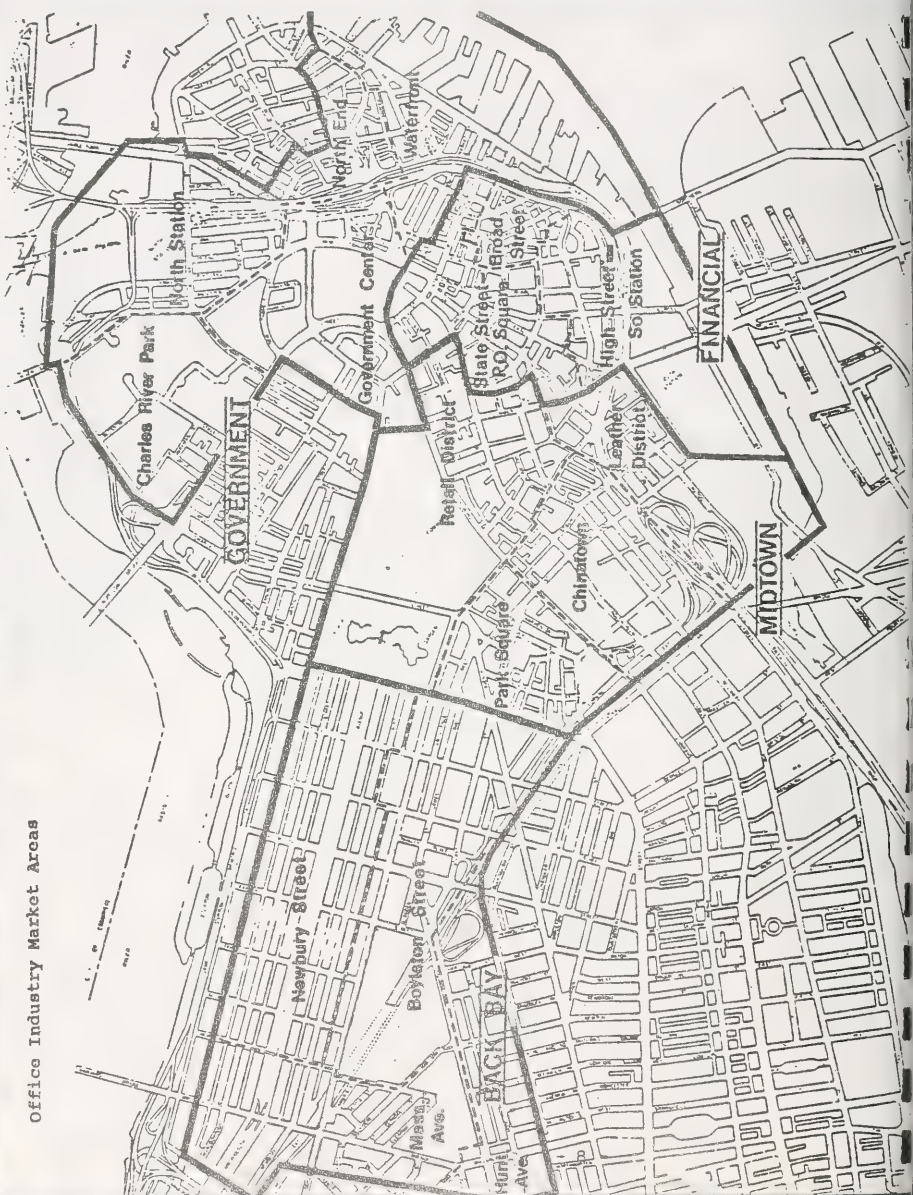 Office Industry Market Areas
North Station
Charles River Park
GOVERNMENT
Government Center
North End
Waterfront
State Street
P.O. Square
Broad
Street
High Street
So Station
FINANCIAL
Retail District
Leather
District
Chinatown
Park Square
MIDTOWN
Newbury Street
Boylston Street
BACK BAY
Mass.
Ave.
Hunt
Ave